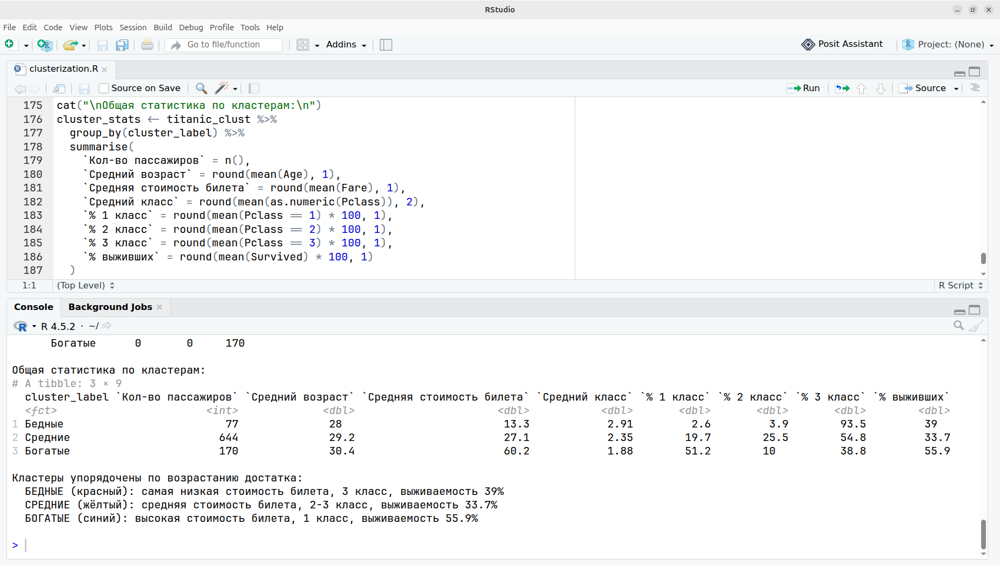 RStudio
File Edit Code View Plots Session Build Debug Profile Tools Help
Go to file/function Addins Posit Assistant Project: (None)
clusterization.R
Source on Save Run Source
175 cat("\nОбщая статистика по кластерам:\n")
176 cluster_stats <- titanic_clust %>%
177 group_by(cluster_label) %>%
178 summarise(
179 `Кол-во пассажиров` = n(),
180 `Средний возраст` = round(mean(Age), 1),
181 `Средняя стоимость билета` = round(mean(Fare), 1),
182 `Средний класс` = round(mean(as.numeric(Pclass)), 2),
183 `% 1 класс` = round(mean(Pclass == 1) * 100, 1),
184 `% 2 класс` = round(mean(Pclass == 2) * 100, 1),
185 `% 3 класс` = round(mean(Pclass == 3) * 100, 1),
186 `% выживших` = round(mean(Survived) * 100, 1)
187 )
1:1 (Top Level) R Script
Console Background Jobs
R 4.5.2 · ~/
Богатые 0 0 170
Общая статистика по кластерам:
# A tibble: 3 × 9
cluster_label `Кол-во пассажиров` `Средний возраст` `Средняя стоимость билета` `Средний класс` `% 1 класс` `% 2 класс` `% 3 класс` `% выживших`
<fct> <int> <dbl> <dbl> <dbl> <dbl> <dbl> <dbl> <dbl>
1 Бедные 77 28 13.3 2.91 2.6 3.9 93.5 39
2 Средние 644 29.2 27.1 2.35 19.7 25.5 54.8 33.7
3 Богатые 170 30.4 60.2 1.88 51.2 10 38.8 55.9
Кластеры упорядочены по возрастанию достатка:
БЕДНЫЕ (красный): самая низкая стоимость билета, 3 класс, выживаемость 39%
СРЕДНИЕ (жёлтый): средняя стоимость билета, 2-3 класс, выживаемость 33.7%
БОГАТЫЕ (синий): высокая стоимость билета, 1 класс, выживаемость 55.9%
>